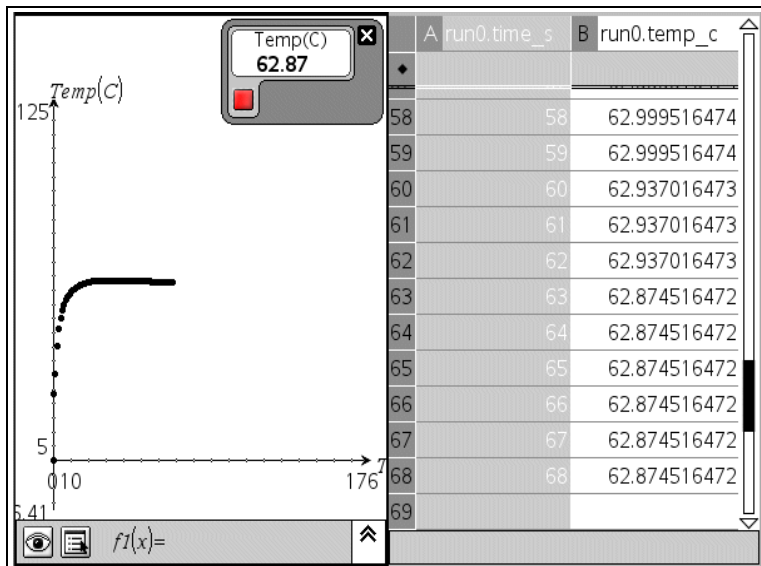 Temp(C)
62.87
Temp(C)
125
5
0 10
176
T
6.41
f1(x)=
A run0.time_s B run0.temp_c
58 58 62.999516474
59 59 62.999516474
60 60 62.937016473
61 61 62.937016473
62 62 62.937016473
63 63 62.874516472
64 64 62.874516472
65 65 62.874516472
66 66 62.874516472
67 67 62.874516472
68 68 62.874516472
69